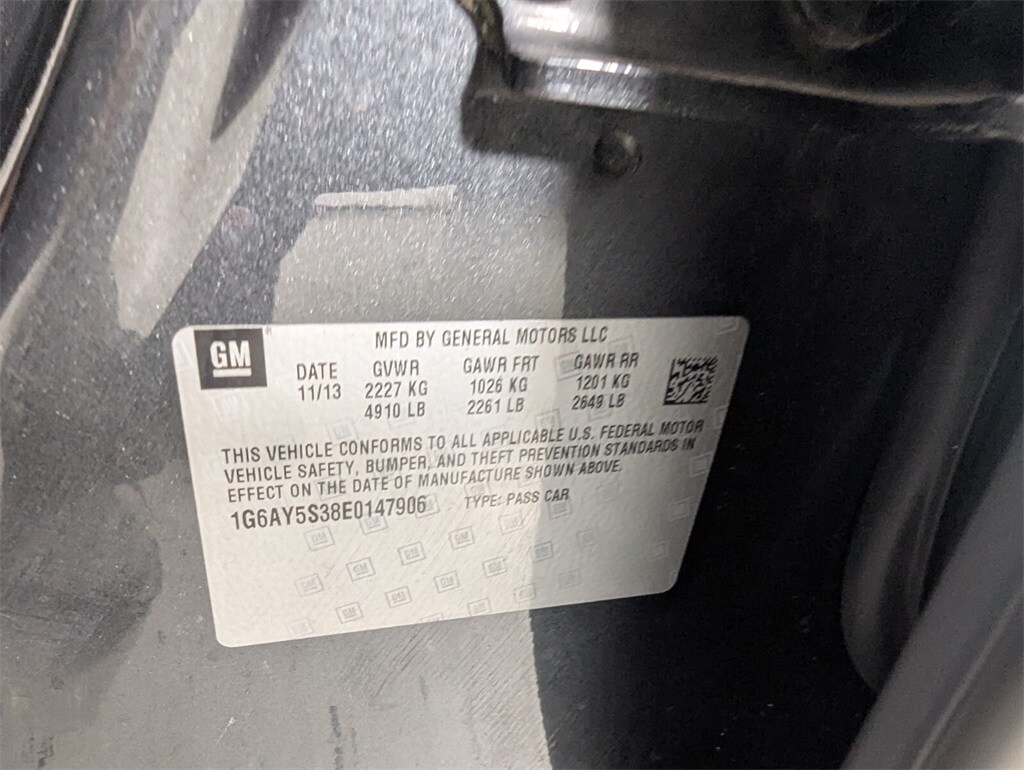 GM
MFD BY GENERAL MOTORS LLC
DATE GVWR GAWR FRT GAWR RR
11/13 2227 KG 1026 KG 1201 KG
4910 LB 2261 LB 2649 LB
THIS VEHICLE CONFORMS TO ALL APPLICABLE U.S. FEDERAL MOTOR
VEHICLE SAFETY, BUMPER, AND THEFT PREVENTION STANDARDS IN
EFFECT ON THE DATE OF MANUFACTURE SHOWN ABOVE.
1G6AY5S38E0147906 TYPE: PASS CAR